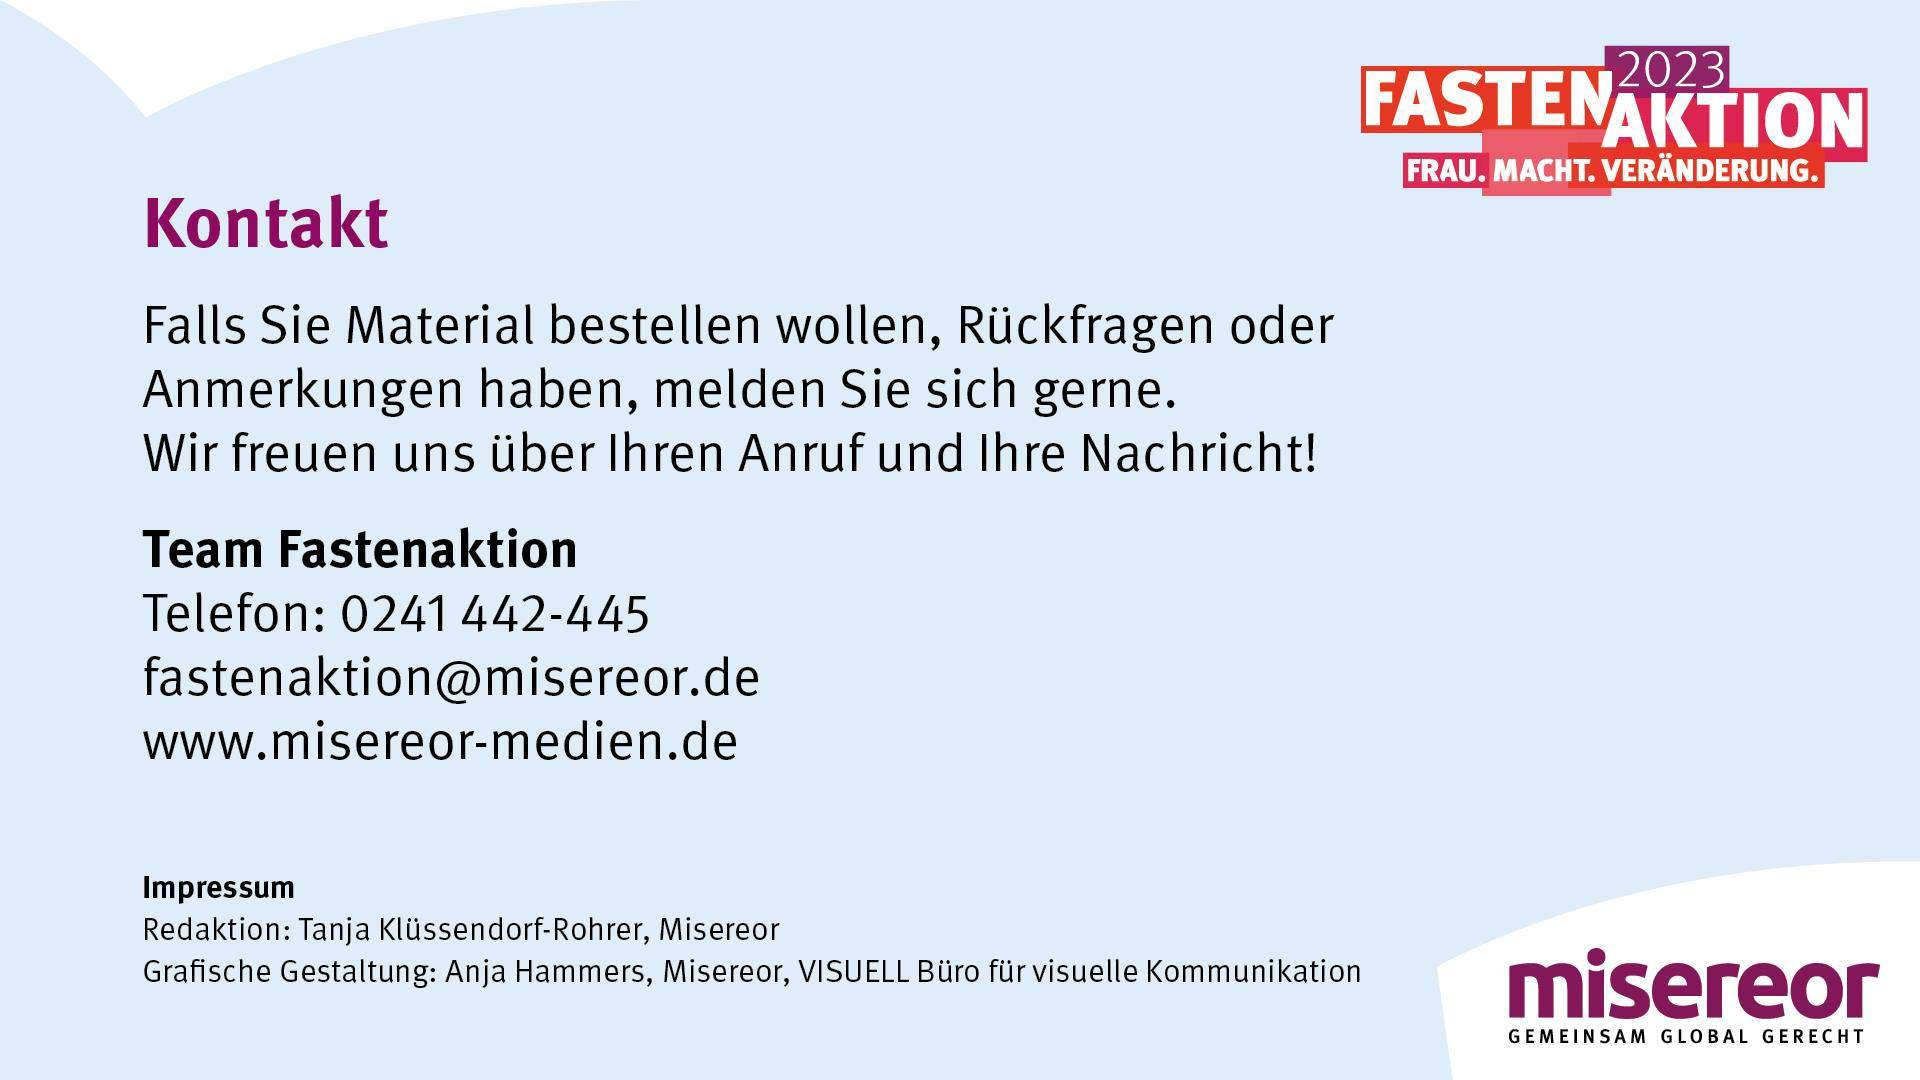 2023
FASTENAKTION
FRAU. MACHT. VERÄNDERUNG.
Kontakt
Falls Sie Material bestellen wollen, Rückfragen oder
Anmerkungen haben, melden Sie sich gerne.
Wir freuen uns über Ihren Anruf und Ihre Nachricht!
Team Fastenaktion
Telefon: 0241 442-445
fastenaktion@misereor.de
www.misereor-medien.de
Impressum
Redaktion: Tanja Klüssendorf-Rohrer, Misereor
Grafische Gestaltung: Anja Hammers, Misereor, VISUELL Büro für visuelle Kommunikation
misereor
GEMEINSAM GLOBAL GERECHT